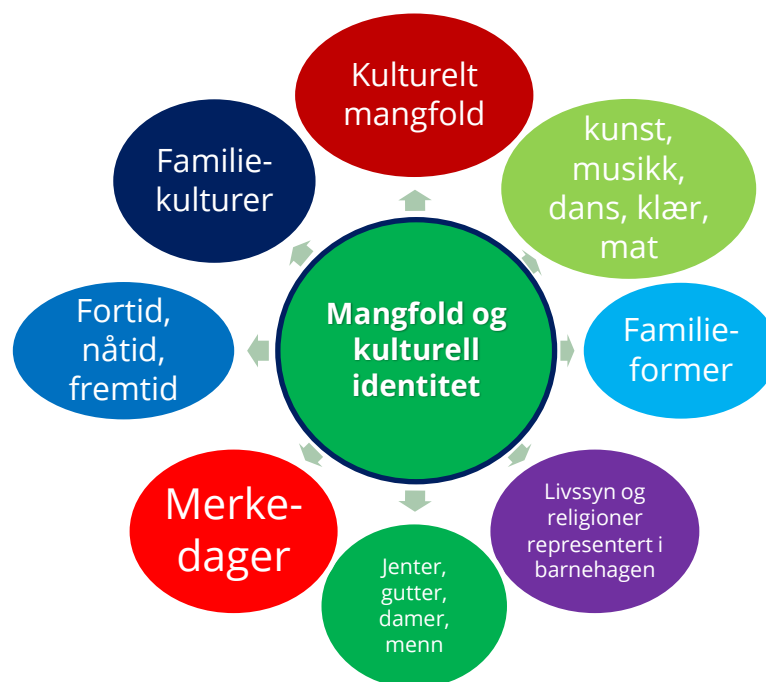 Kulturelt
mangfold
kunst,
musikk,
dans, klær,
mat
Familie-
former
Livssyn og
religioner
representert i
barnehagen
Jenter,
gutter,
damer,
menn
Merke-
dager
Fortid,
nåtid,
fremtid
Familie-
kulturer
Mangfold og
kulturell
identitet